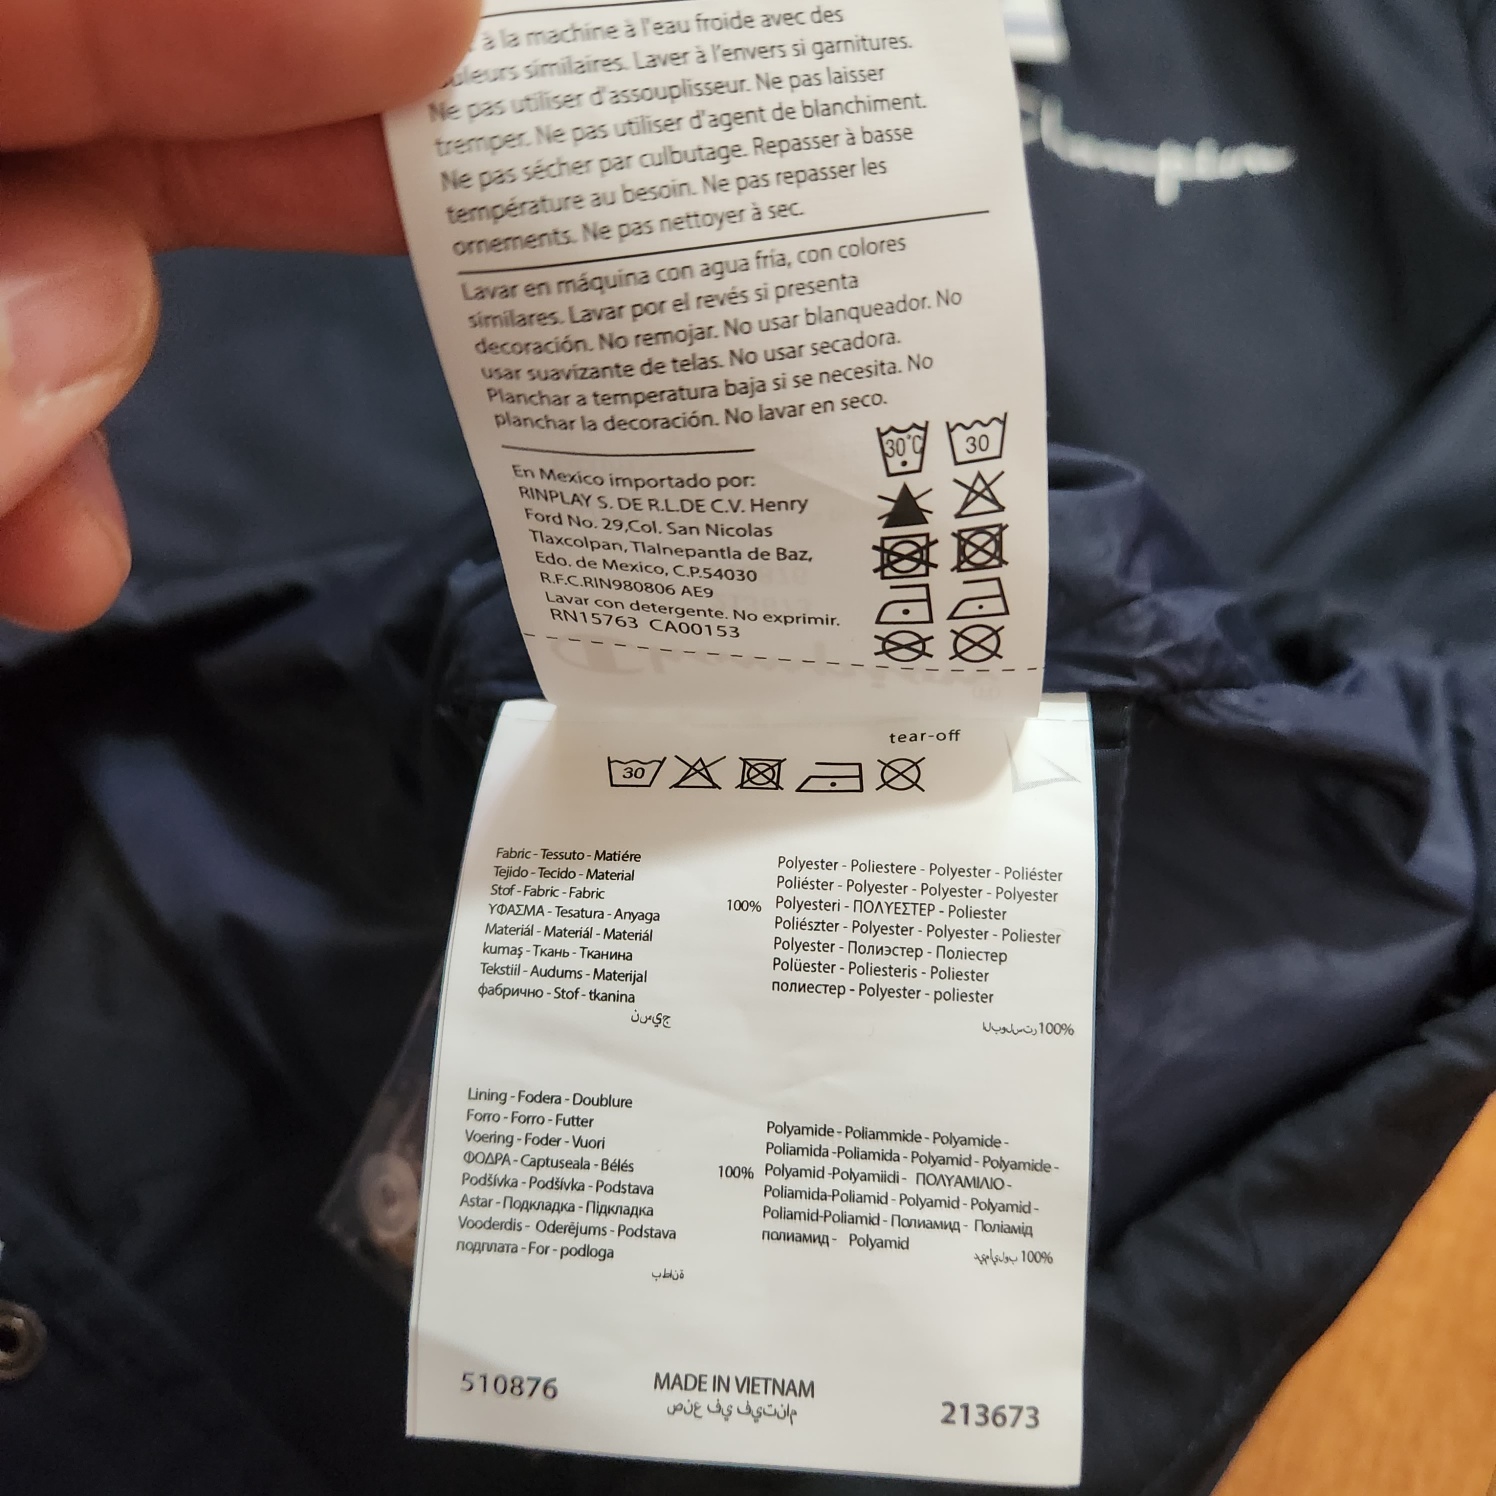 à la machine à l'eau froide avec des
uleurs similaires. Laver à l'envers si garnitures.
Ne pas utiliser d'assouplisseur. Ne pas laisser
tremper. Ne pas utiliser d'agent de blanchiment.
Ne pas sécher par culbutage. Repasser à basse
température au besoin. Ne pas repasser les
ornements. Ne pas nettoyer à sec.
Lavar en máquina con agua fría, con colores
similares. Lavar por el revés si presenta
decoración. No remojar. No usar blanqueador. No
usar suavizante de telas. No usar secadora.
Planchar a temperatura baja si se necesita. No
planchar la decoración. No lavar en seco.
En Mexico importado por:
RINPLAY S. DE R.L.DE C.V. Henry
Ford No. 29,Col. San Nicolas
Tlaxcolpan, Tlalnepantla de Baz,
Edo. de Mexico, C.P.54030
R.F.C.RIN980806 AE9
Lavar con detergente. No exprimir.
RN15763 CA00153
30°C 30
Champion
tear-off
30
Fabric - Tessuto - Matiére
Tejido - Tecido - Material
Stof - Fabric - Fabric
ΥΦΑΣΜΑ - Tesatura - Anyaga
Materiál - Materiál - Materiál
kumaş - Ткань - Тканина
Tekstiil - Audums - Materijal
фабрично - Stof - tkanina
ن س ي ج
100%
Polyester - Poliestere - Polyester - Poliéster
Poliéster - Polyester - Polyester - Polyester
Polyesteri - ΠΟΛΥΕΣΤΕΡ - Poliester
Poliészter - Polyester - Polyester - Poliester
Polyester - Полиэстер - Поліестер
Polüester - Poliesteris - Poliester
полиестер - Polyester - poliester
100%
Lining - Fodera - Doublure
Forro - Forro - Futter
Voering - Foder - Vuori
ΦΟΔΡΑ - Captuseala - Bélés
Podšívka - Podšívka - Podstava
Astar - Подкладка - Підкладка
Vooderdis - Oderējums - Podstava
подплата - For - podloga
100%
Polyamide - Poliammide - Polyamide -
Poliamida -Poliamida - Polyamid - Polyamide -
Polyamid -Polyamiidi - ΠΟΛΥΑΜΙΛΙΟ -
Poliamida-Poliamid - Polyamid - Polyamid -
Poliamid-Poliamid - Полиамид - Поліамід
полиамид - Polyamid
100%
510876
MADE IN VIETNAM
213673